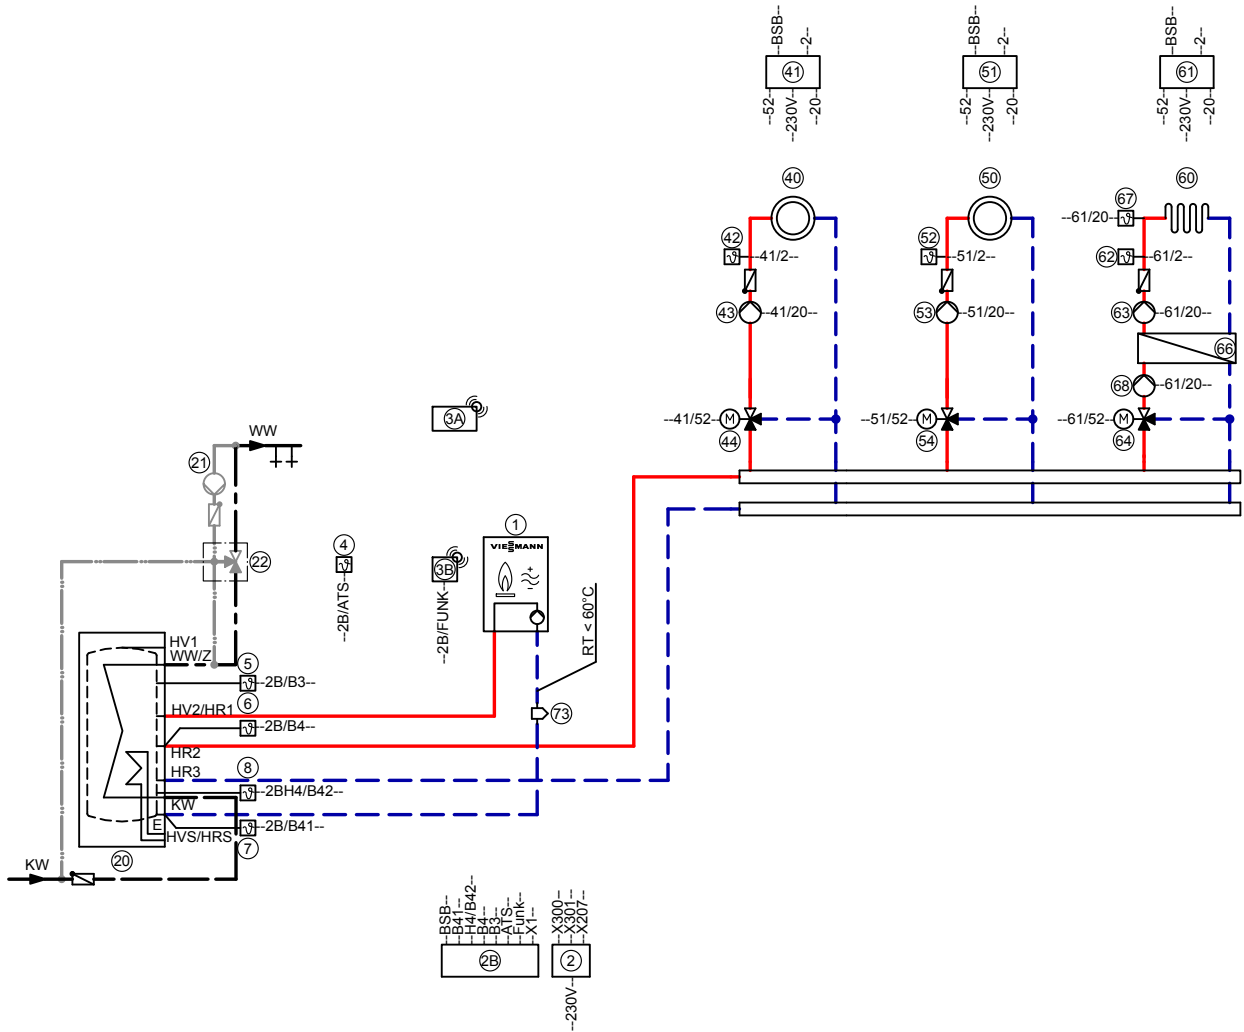 --BSB--
--2--
41
--52--
--230V--
--20--
--BSB--
--2--
51
--52--
--230V--
--20--
--BSB--
--2--
61
--52--
--230V--
--20--
40
50
60
67
--61/20--
42
--41/2--
52
--51/2--
62
--61/2--
43
--41/20--
53
--51/20--
63
--61/20--
66
68
--61/20--
--41/52--
M
44
--51/52--
M
54
--61/52--
M
64
3A
WW
21
22
4
--2B/ATS--
3B
--2B/FUNK--
1
VIESMANN
RT < 60°C
HV1
WW/Z
5
--2B/B3--
HV2/HR1
6
--2B/B4--
73
HR2
HR3
8
--2BH4/B42--
KW
E
--2B/B41--
HVS/HRS
7
20
KW
--BSB--
--B41--
--H4/B42--
--B4--
--B3--
--ATS--
--Funk--
--X1--
2B
--X300--
--X301--
--X207--
2
--230V--